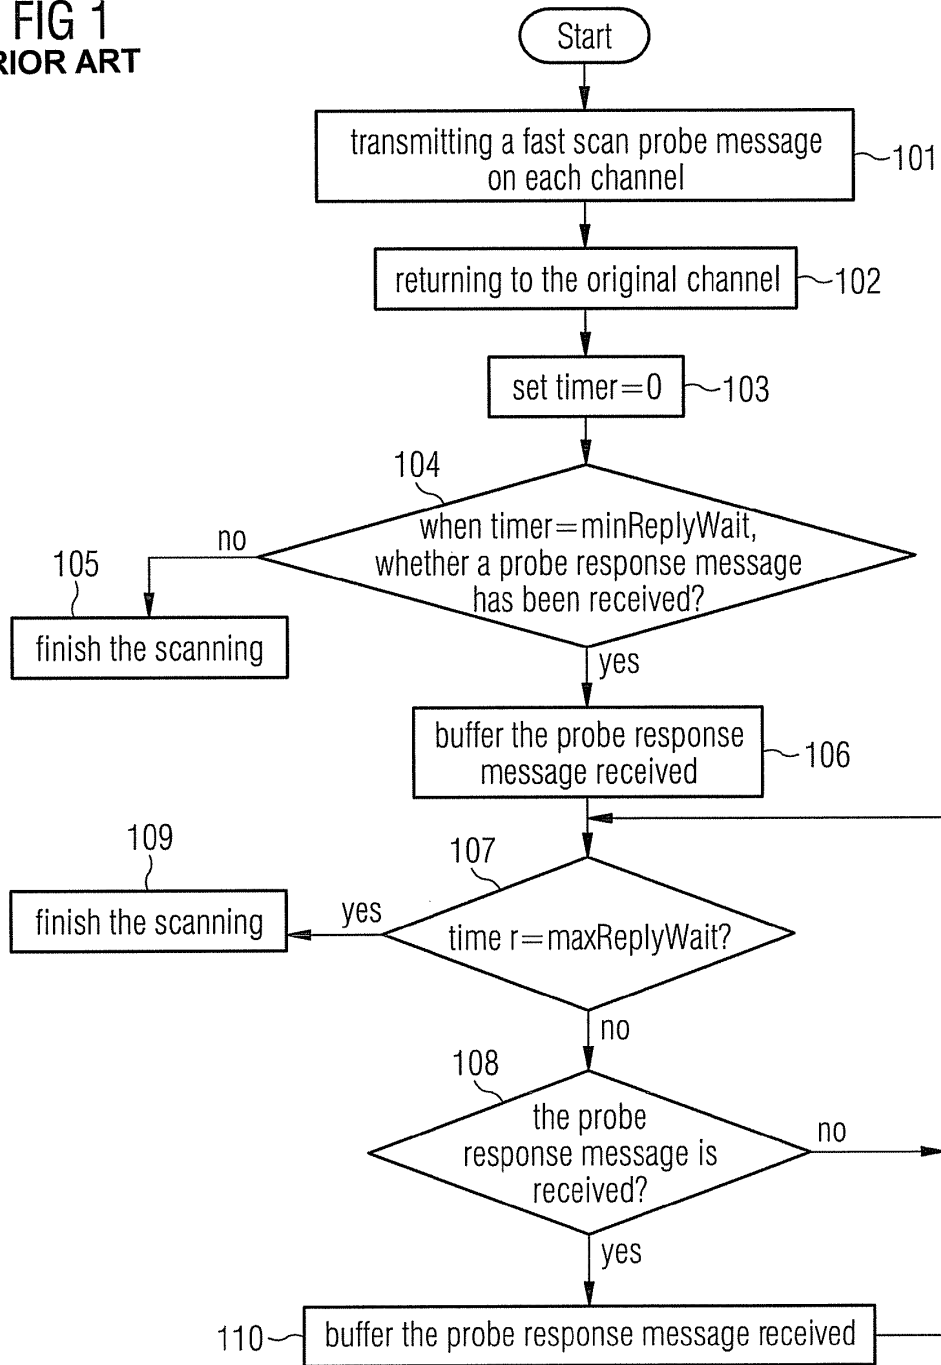 FIG 1
RIOR ART
Start
transmitting a fast scan probe message
on each channel
101
returning to the original channel
102
set timer=0
103
104
when timer=minReplyWait,
whether a probe response message
has been received?
no
105
finish the scanning
yes
buffer the probe response
message received
106
109
107
finish the scanning
yes
time r=maxReplyWait?
no
108
the probe
response message is
received?
no
yes
110
buffer the probe response message received